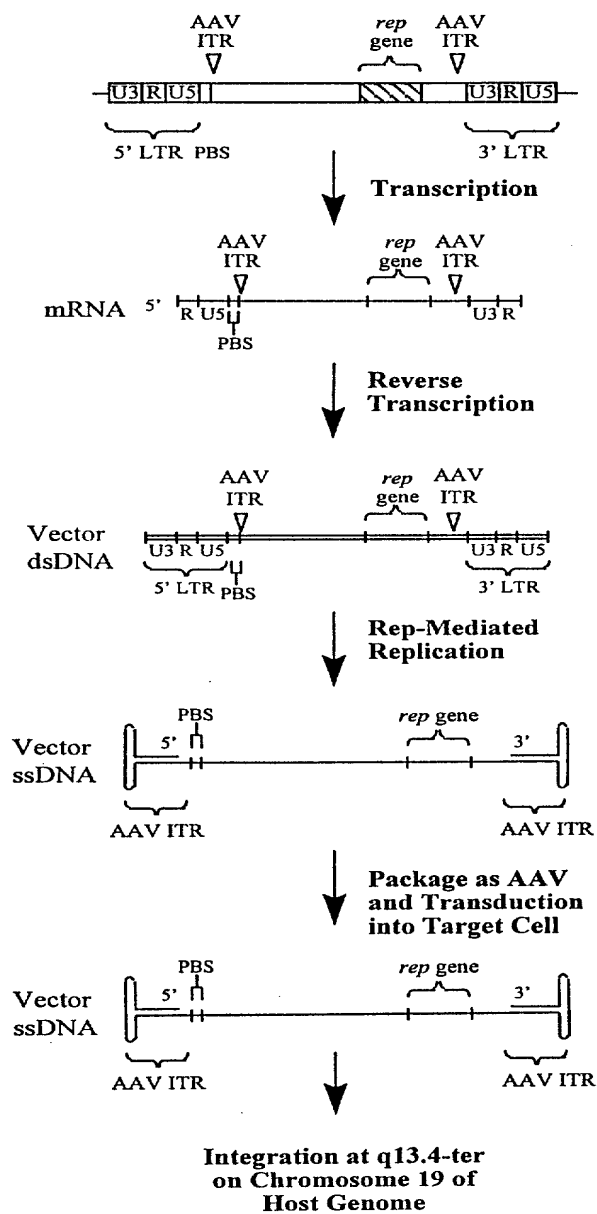 AAV ITR
rep gene
AAV ITR
U3 R U5
U3 R U5
5' LTR PBS
3' LTR
Transcription
AAV ITR
rep gene
AAV ITR
mRNA 5'
R U5
U3 R
PBS
Reverse
Transcription
AAV ITR
rep gene
AAV ITR
Vector
dsDNA
U3 R U5
U3 R U5
5' LTR
PBS
3' LTR
Rep-Mediated
Replication
PBS
rep gene
Vector
ssDNA
5'
3'
AAV ITR
AAV ITR
Package as AAV
and Transduction
into Target Cell
PBS
rep gene
Vector
ssDNA
5'
3'
AAV ITR
AAV ITR
Integration at q13.4-ter
on Chromosome 19 of
Host Genome